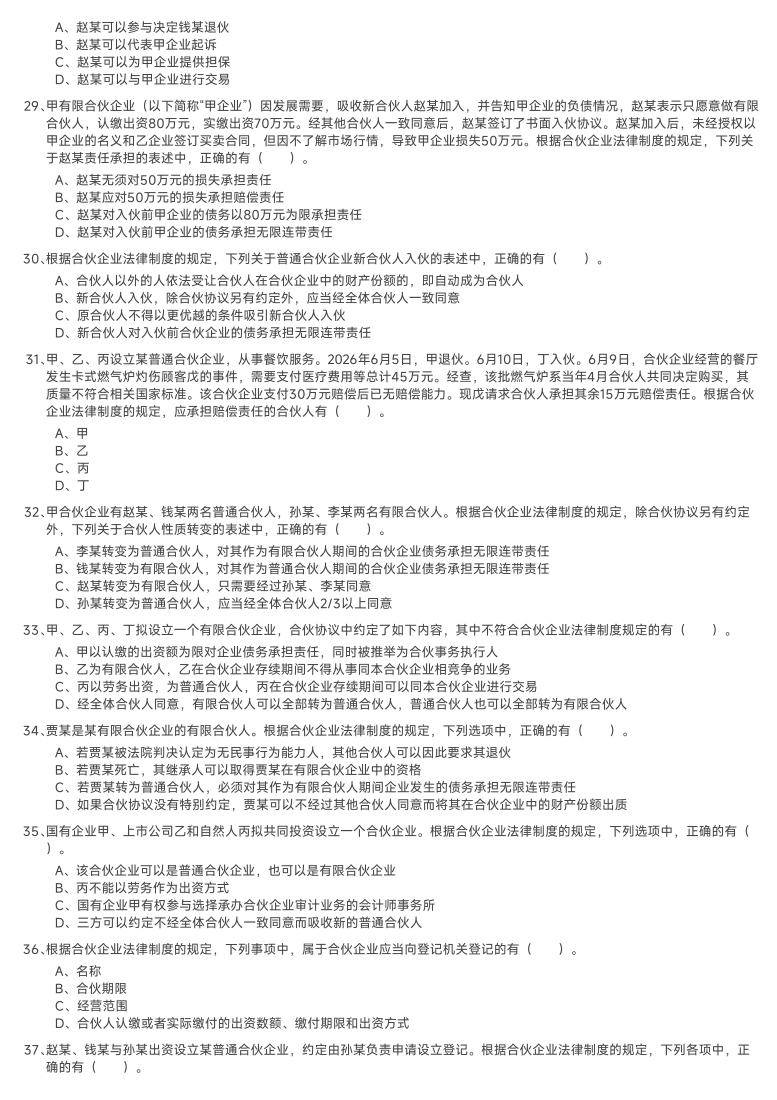 A、赵某可以参与决定钱某退伙
B、赵某可以代表甲企业起诉
C、赵某可以为甲企业提供担保
D、赵某可以与甲企业进行交易
29、甲有限合伙企业（以下简称“甲企业”）因发展需要，吸收新合伙人赵某加入，并告知甲企业的负债情况，赵某表示只愿意做有限
合伙人，认缴出资80万元，实缴出资70万元。经其他合伙人一致同意后，赵某签订了书面入伙协议。赵某加入后，未经授权以
甲企业的名义和乙企业签订买卖合同，但因不了解市场行情，导致甲企业损失50万元。根据合伙企业法律制度的规定，下列关
于赵某责任承担的表述中，正确的有（　　）。
A、赵某无须对50万元的损失承担责任
B、赵某应对50万元的损失承担赔偿责任
C、赵某对入伙前甲企业的债务以80万元为限承担责任
D、赵某对入伙前甲企业的债务承担无限连带责任
30、根据合伙企业法律制度的规定，下列关于普通合伙企业新合伙人入伙的表述中，正确的有（　　）。
A、合伙人以外的人依法受让合伙人在合伙企业中的财产份额的，即自动成为合伙人
B、新合伙人入伙，除合伙协议另有约定外，应当经全体合伙人一致同意
C、原合伙人不得以更优越的条件吸引新合伙人入伙
D、新合伙人对入伙前合伙企业的债务承担无限连带责任
31、甲、乙、丙设立某普通合伙企业，从事餐饮服务。2026年6月5日，甲退伙。6月10日，丁入伙。6月9日，合伙企业经营的餐厅
发生卡式燃气炉灼伤顾客戊的事件，需要支付医疗费用等总计45万元。经查，该批燃气炉系当年4月合伙人共同决定购买，其
质量不符合相关国家标准。该合伙企业支付30万元赔偿后已无赔偿能力。现戊请求合伙人承担其余15万元赔偿责任。根据合伙
企业法律制度的规定，应承担赔偿责任的合伙人有（　　）。
A、甲
B、乙
C、丙
D、丁
32、甲合伙企业有赵某、钱某两名普通合伙人，孙某、李某两名有限合伙人。根据合伙企业法律制度的规定，除合伙协议另有约定
外，下列关于合伙人性质转变的表述中，正确的有（　　）。
A、李某转变为普通合伙人，对其作为有限合伙人期间的合伙企业债务承担无限连带责任
B、钱某转变为有限合伙人，对其作为普通合伙人期间的合伙企业债务承担无限连带责任
C、赵某转变为有限合伙人，只需要经过孙某、李某同意
D、孙某转变为普通合伙人，应当经全体合伙人2/3以上同意
33、甲、乙、丙、丁拟设立一个有限合伙企业，合伙协议中约定了如下内容，其中不符合合伙企业法律制度规定的有（　　）。
A、甲以认缴的出资额为限对企业债务承担责任，同时被推举为合伙事务执行人
B、乙为有限合伙人，乙在合伙企业存续期间不得从事同本合伙企业相竞争的业务
C、丙以劳务出资，为普通合伙人，丙在合伙企业存续期间可以同本合伙企业进行交易
D、经全体合伙人同意，有限合伙人可以全部转为普通合伙人，普通合伙人也可以全部转为有限合伙人
34、贾某是某有限合伙企业的有限合伙人。根据合伙企业法律制度的规定，下列选项中，正确的有（　　）。
A、若贾某被法院判决认定为无民事行为能力人，其他合伙人可以因此要求其退伙
B、若贾某死亡，其继承人可以取得贾某在有限合伙企业中的资格
C、若贾某转为普通合伙人，必须对其作为有限合伙人期间企业发生的债务承担无限连带责任
D、如果合伙协议没有特别约定，贾某可以不经过其他合伙人同意而将其在合伙企业中的财产份额出质
35、国有企业甲、上市公司乙和自然人丙拟共同投资设立一个合伙企业。根据合伙企业法律制度的规定，下列选项中，正确的有（
）。
A、该合伙企业可以是普通合伙企业，也可以是有限合伙企业
B、丙不能以劳务作为出资方式
C、国有企业甲有权参与选择承办合伙企业审计业务的会计师事务所
D、三方可以约定不经全体合伙人一致同意而吸收新的普通合伙人
36、根据合伙企业法律制度的规定，下列事项中，属于合伙企业应当向登记机关登记的有（　　）。
A、名称
B、合伙期限
C、经营范围
D、合伙人认缴或者实际缴付的出资数额、缴付期限和出资方式
37、赵某、钱某与孙某出资设立某普通合伙企业，约定由孙某负责申请设立登记。根据合伙企业法律制度的规定，下列各项中，正
确的有（　　）。